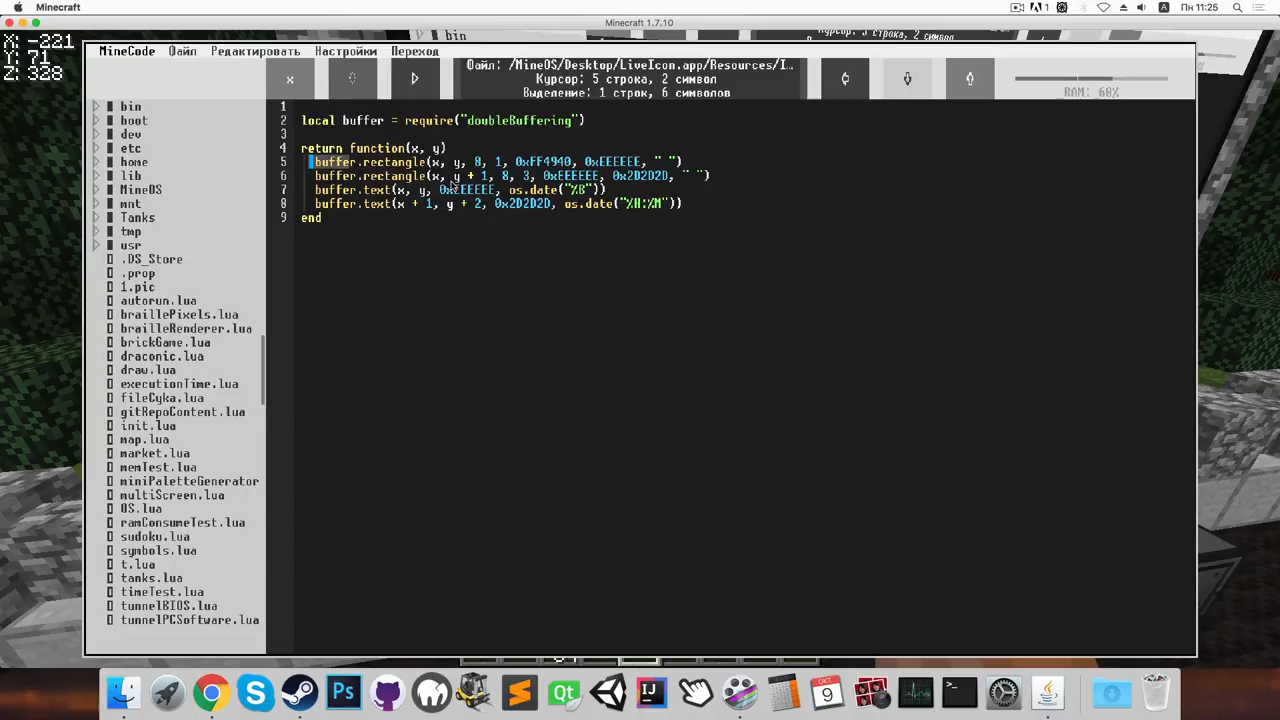 Minecraft
Пн 11:25
Minecraft 1.7.10
X: -221
Y: 71
Z: 328
bin
MineCode Файл Редактировать Настройки Переход
Файл: /MineOS/Desktop/LiveIcon.app/Resources/I…
Курсор: 5 строка, 2 символ
Выделение: 1 строк, 6 символов
RAM: 68%
bin
boot
dev
etc
home
lib
MineOS
mnt
Tanks
tmp
usr
.DS_Store
.prop
1.pic
autorun.lua
braillePixels.lua
brailleRenderer.lua
brickGame.lua
draconic.lua
draw.lua
executionTime.lua
fileCyka.lua
gitRepoContent.lua
init.lua
map.lua
market.lua
memTest.lua
miniPaletteGenerator
multiScreen.lua
OS.lua
ramConsumeTest.lua
sudoku.lua
symbols.lua
t.lua
tanks.lua
timeTest.lua
tunnelBIOS.lua
tunnelPCSoftware.lua
1
2 local buffer = require("doubleBuffering")
3
4 return function(x, y)
5 buffer.rectangle(x, y, 8, 1, 0xFF4940, 0xEEEEEE, " ")
6 buffer.rectangle(x, y + 1, 8, 3, 0xEEEEEE, 0x2D2D2D, " ")
7 buffer.text(x, y, 0xEEEEEE, os.date("%B"))
8 buffer.text(x + 1, y + 2, 0x2D2D2D, os.date("%H:%M"))
9 end
Ps
Qt
IJ
ОКТ.
9